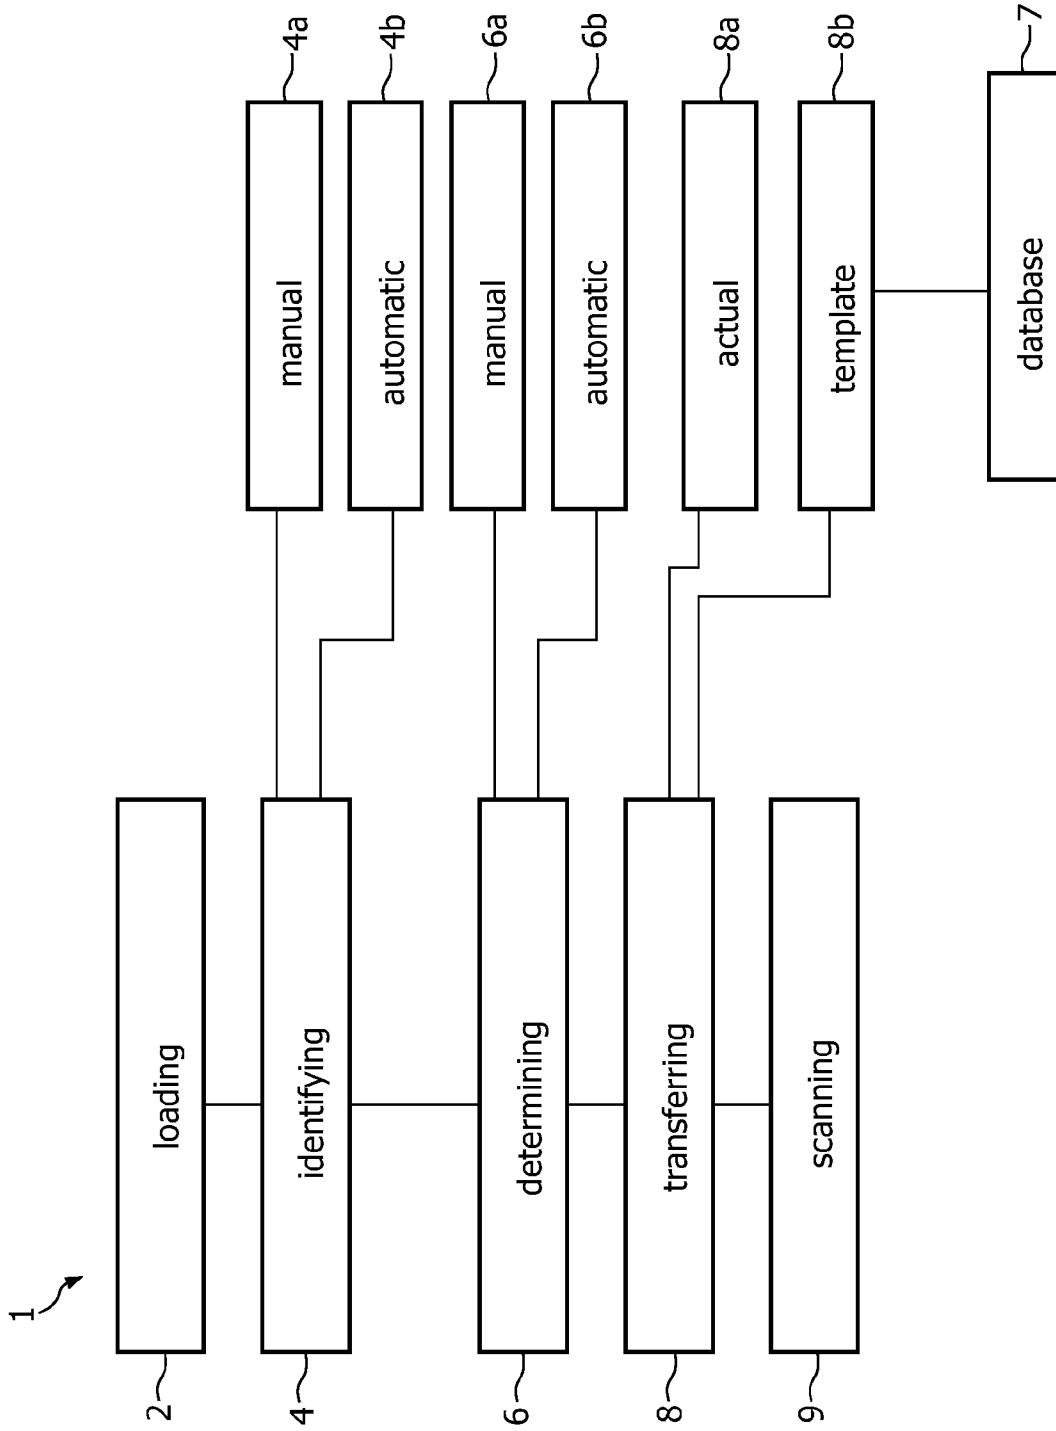 1
2
loading
4
identifying
manual
4a
automatic
4b
6
determining
manual
6a
automatic
6b
8
transferring
actual
8a
template
8b
9
scanning
database
7